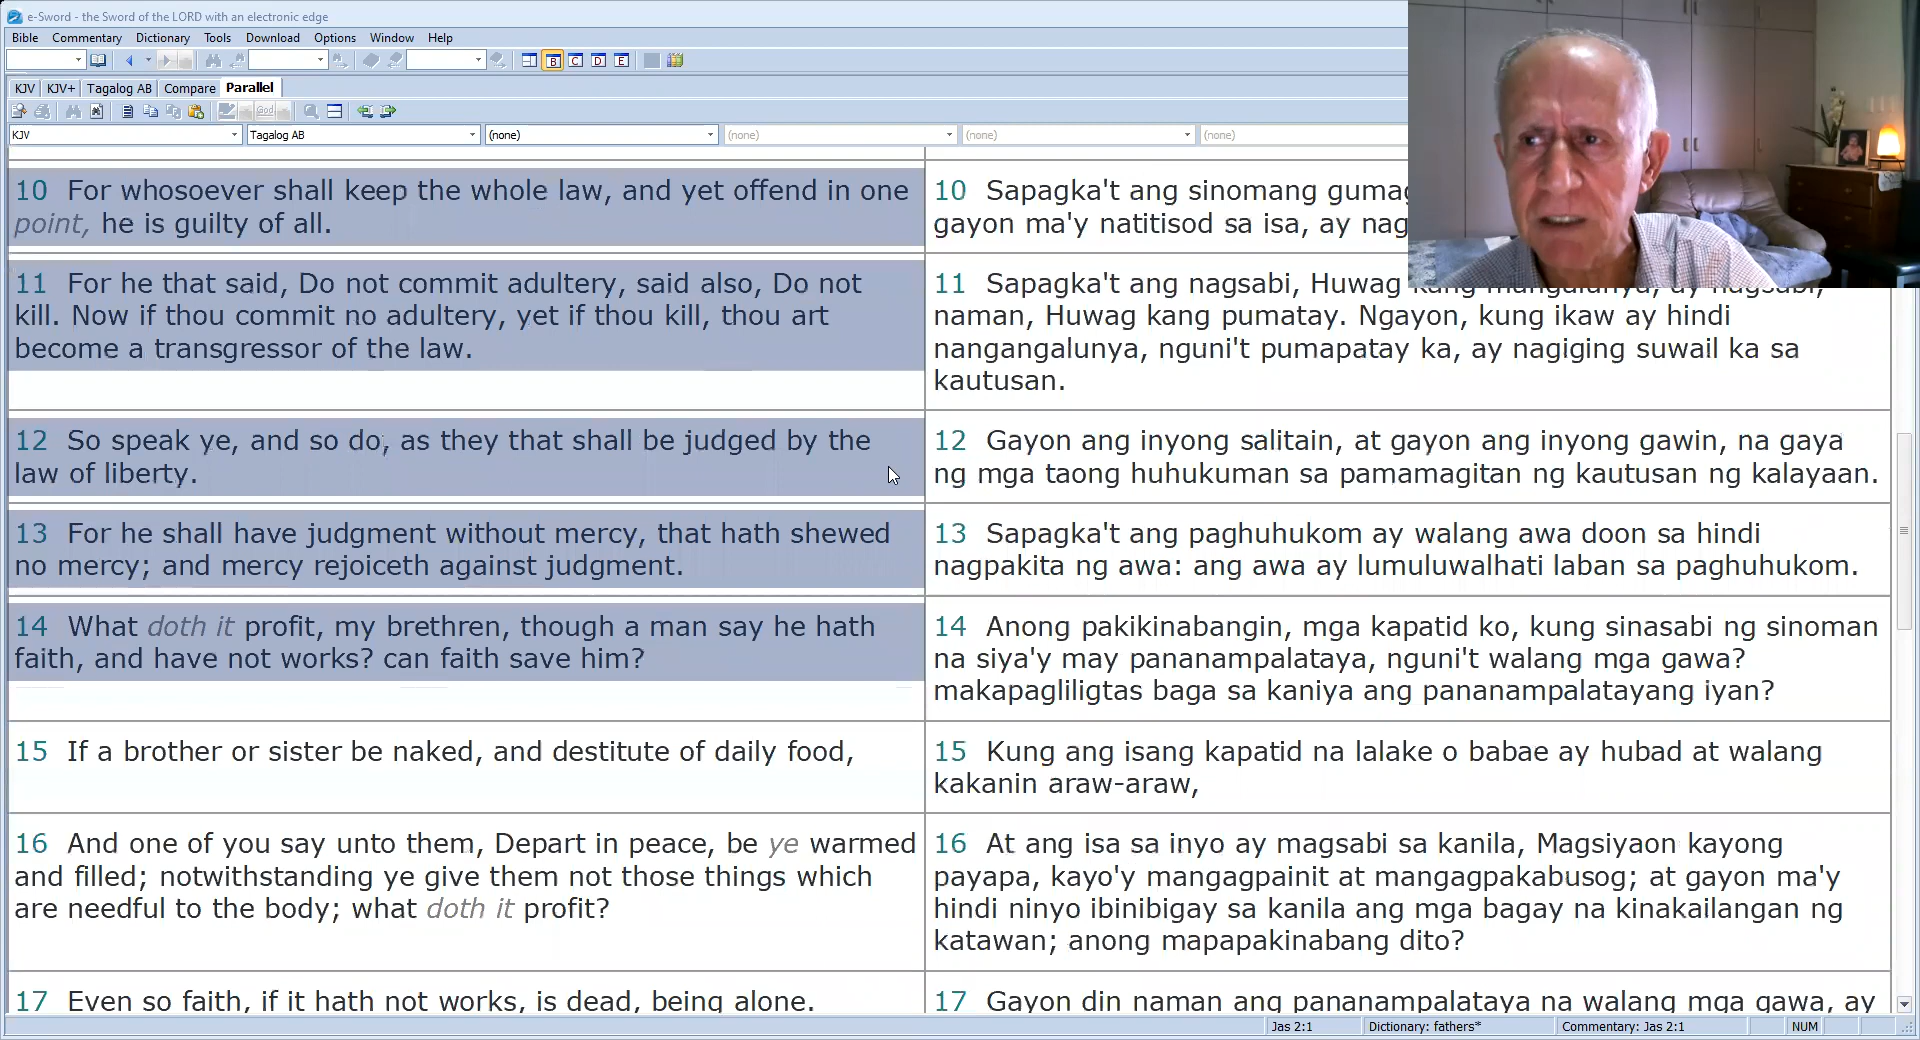 e-Sword - the Sword of the LORD with an electronic edge
Bible Commentary Dictionary Tools Download Options Window Help
B C D E
KJV KJV+ Tagalog AB Compare Parallel
KJV Tagalog AB (none) (none) (none) (none)
10 For whosoever shall keep the whole law, and yet offend in one
point, he is guilty of all.
11 For he that said, Do not commit adultery, said also, Do not
kill. Now if thou commit no adultery, yet if thou kill, thou art
become a transgressor of the law.
12 So speak ye, and so do, as they that shall be judged by the
law of liberty.
13 For he shall have judgment without mercy, that hath shewed
no mercy; and mercy rejoiceth against judgment.
14 What doth it profit, my brethren, though a man say he hath
faith, and have not works? can faith save him?
15 If a brother or sister be naked, and destitute of daily food,
16 And one of you say unto them, Depart in peace, be ye warmed
and filled; notwithstanding ye give them not those things which
are needful to the body; what doth it profit?
17 Even so faith, if it hath not works, is dead, being alone.
10 Sapagka't ang sinomang
gayon ma'y natitisod sa isa, ay
11 Sapagka't ang nagsabi, Huwag kang mangalunya, ay nagsabi,
naman, Huwag kang pumatay. Ngayon, kung ikaw ay hindi
nangangalunya, nguni't pumapatay ka, ay nagiging suwail ka sa
kautusan.
12 Gayon ang inyong salitain, at gayon ang inyong gawin, na gaya
ng mga taong huhukuman sa pamamagitan ng kautusan ng kalayaan.
13 Sapagka't ang paghuhukom ay walang awa doon sa hindi
nagpakita ng awa: ang awa ay lumuluwalhati laban sa paghuhukom.
14 Anong pakikinabangin, mga kapatid ko, kung sinasabi ng sinoman
na siya'y may pananampalataya, nguni't walang mga gawa?
makapagliligtas baga sa kaniya ang pananampalatayang iyan?
15 Kung ang isang kapatid na lalake o babae ay hubad at walang
kakanin araw-araw,
16 At ang isa sa inyo ay magsabi sa kanila, Magsiyaon kayong
payapa, kayo'y mangagpainit at mangagpakabusog; at gayon ma'y
hindi ninyo ibinibigay sa kanila ang mga bagay na kinakailangan ng
katawan; anong mapapakinabang dito?
17 Gayon din naman ang pananampalataya na walang mga gawa, ay
Jas 2:1 Dictionary: fathers* Commentary: Jas 2:1 NUM